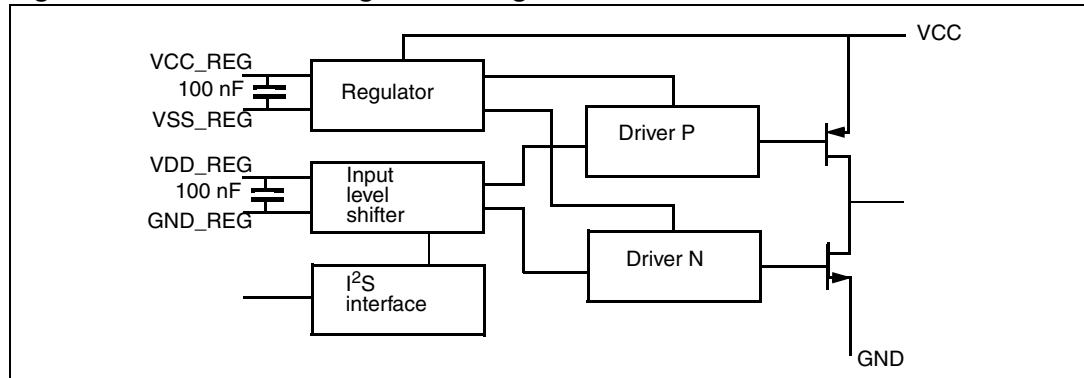 VCC
VCC_REG
100 nF
VSS_REG
Regulator
Driver P
VDD_REG
100 nF
GND_REG
Input
level
shifter
Driver N
I²S
interface
GND